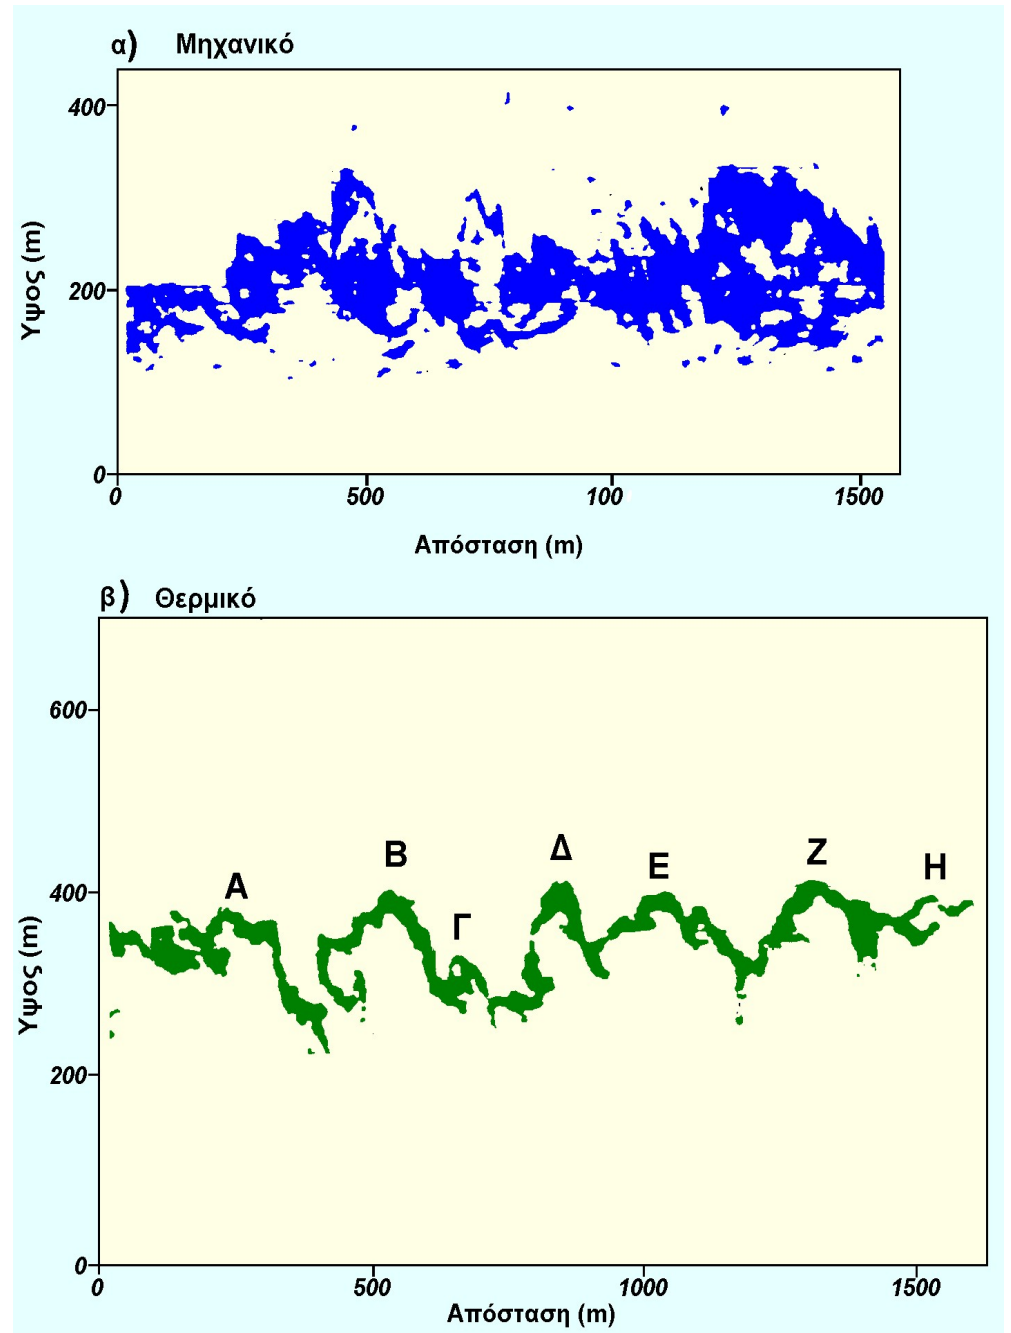 α) Μηχανικό
400
200
0
Υψος (m)
0 500 100 1500
Απόσταση (m)
β) Θερμικό
600
400
200
0
Υψος (m)
Α Β Γ Δ Ε Ζ Η
0 500 1000 1500
Απόσταση (m)